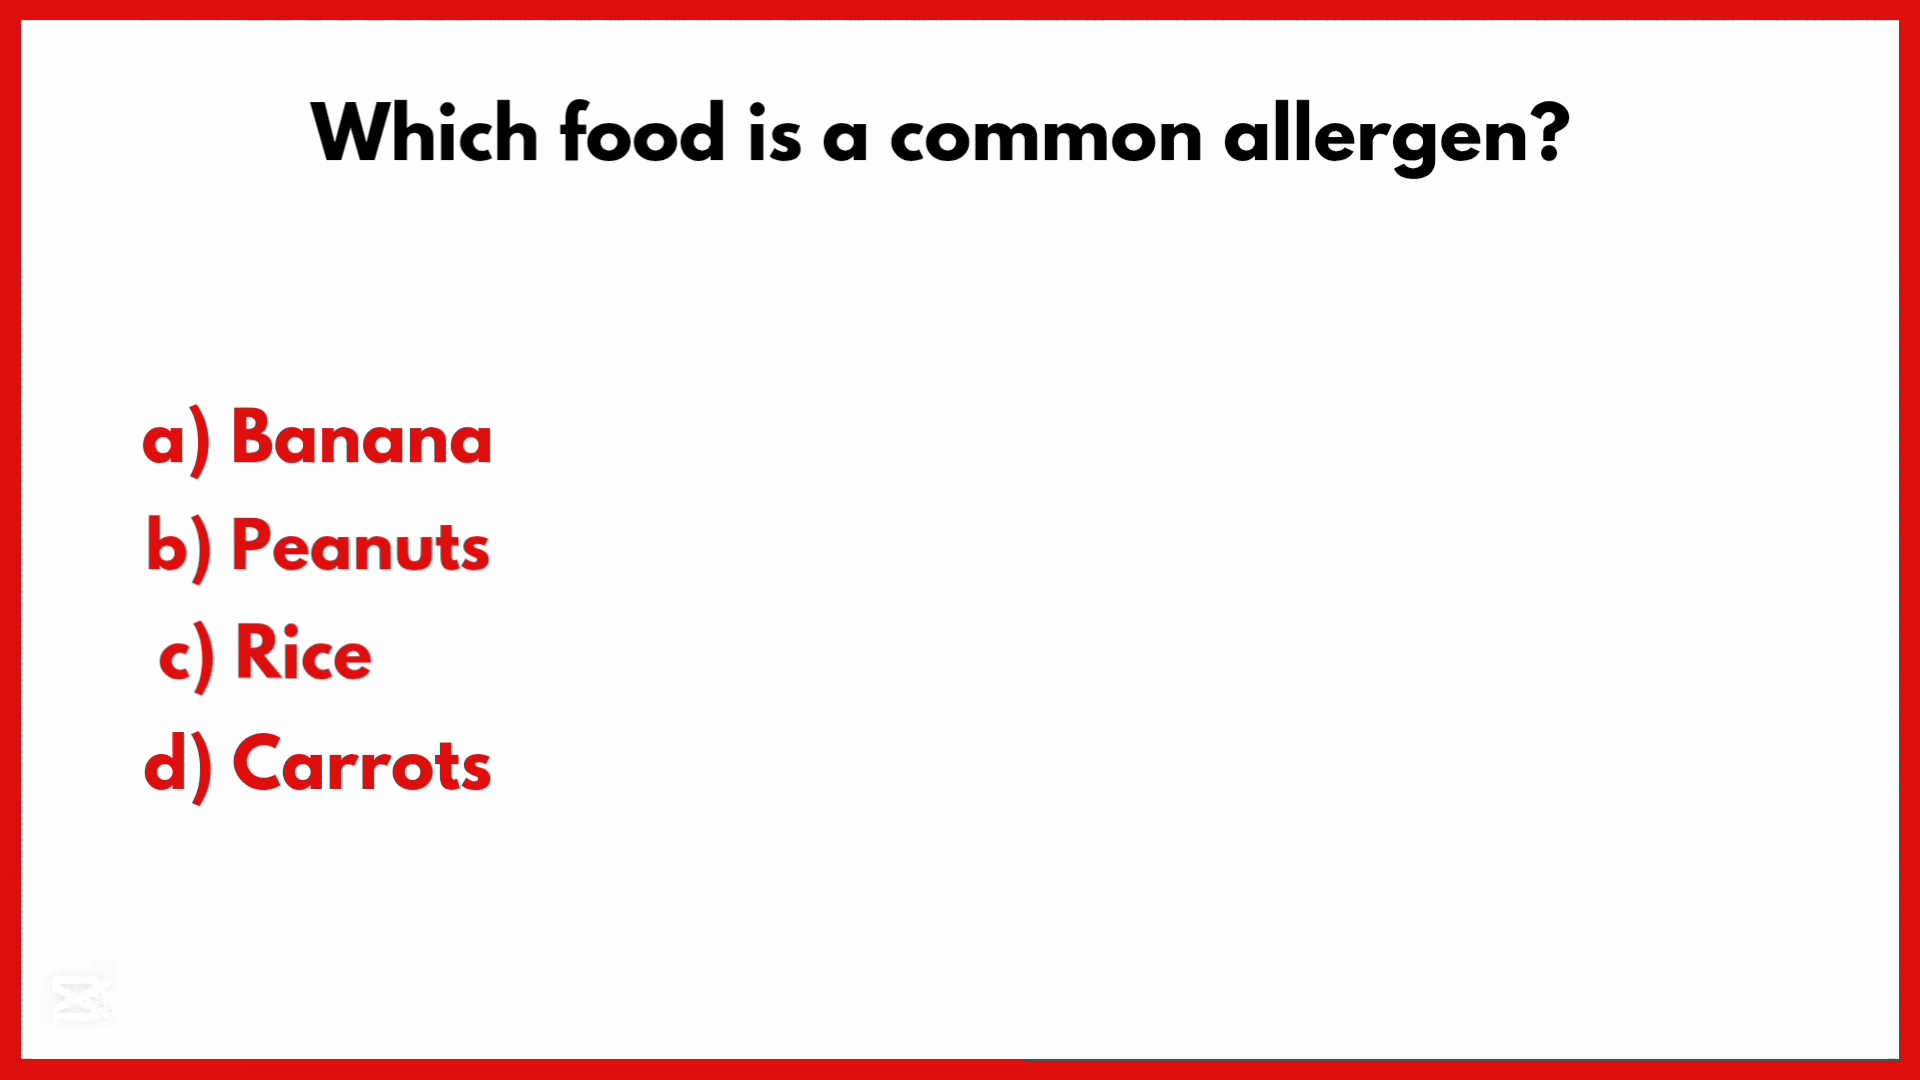 Which food is a common allergen?
a) Banana
b) Peanuts
c) Rice
d) Carrots